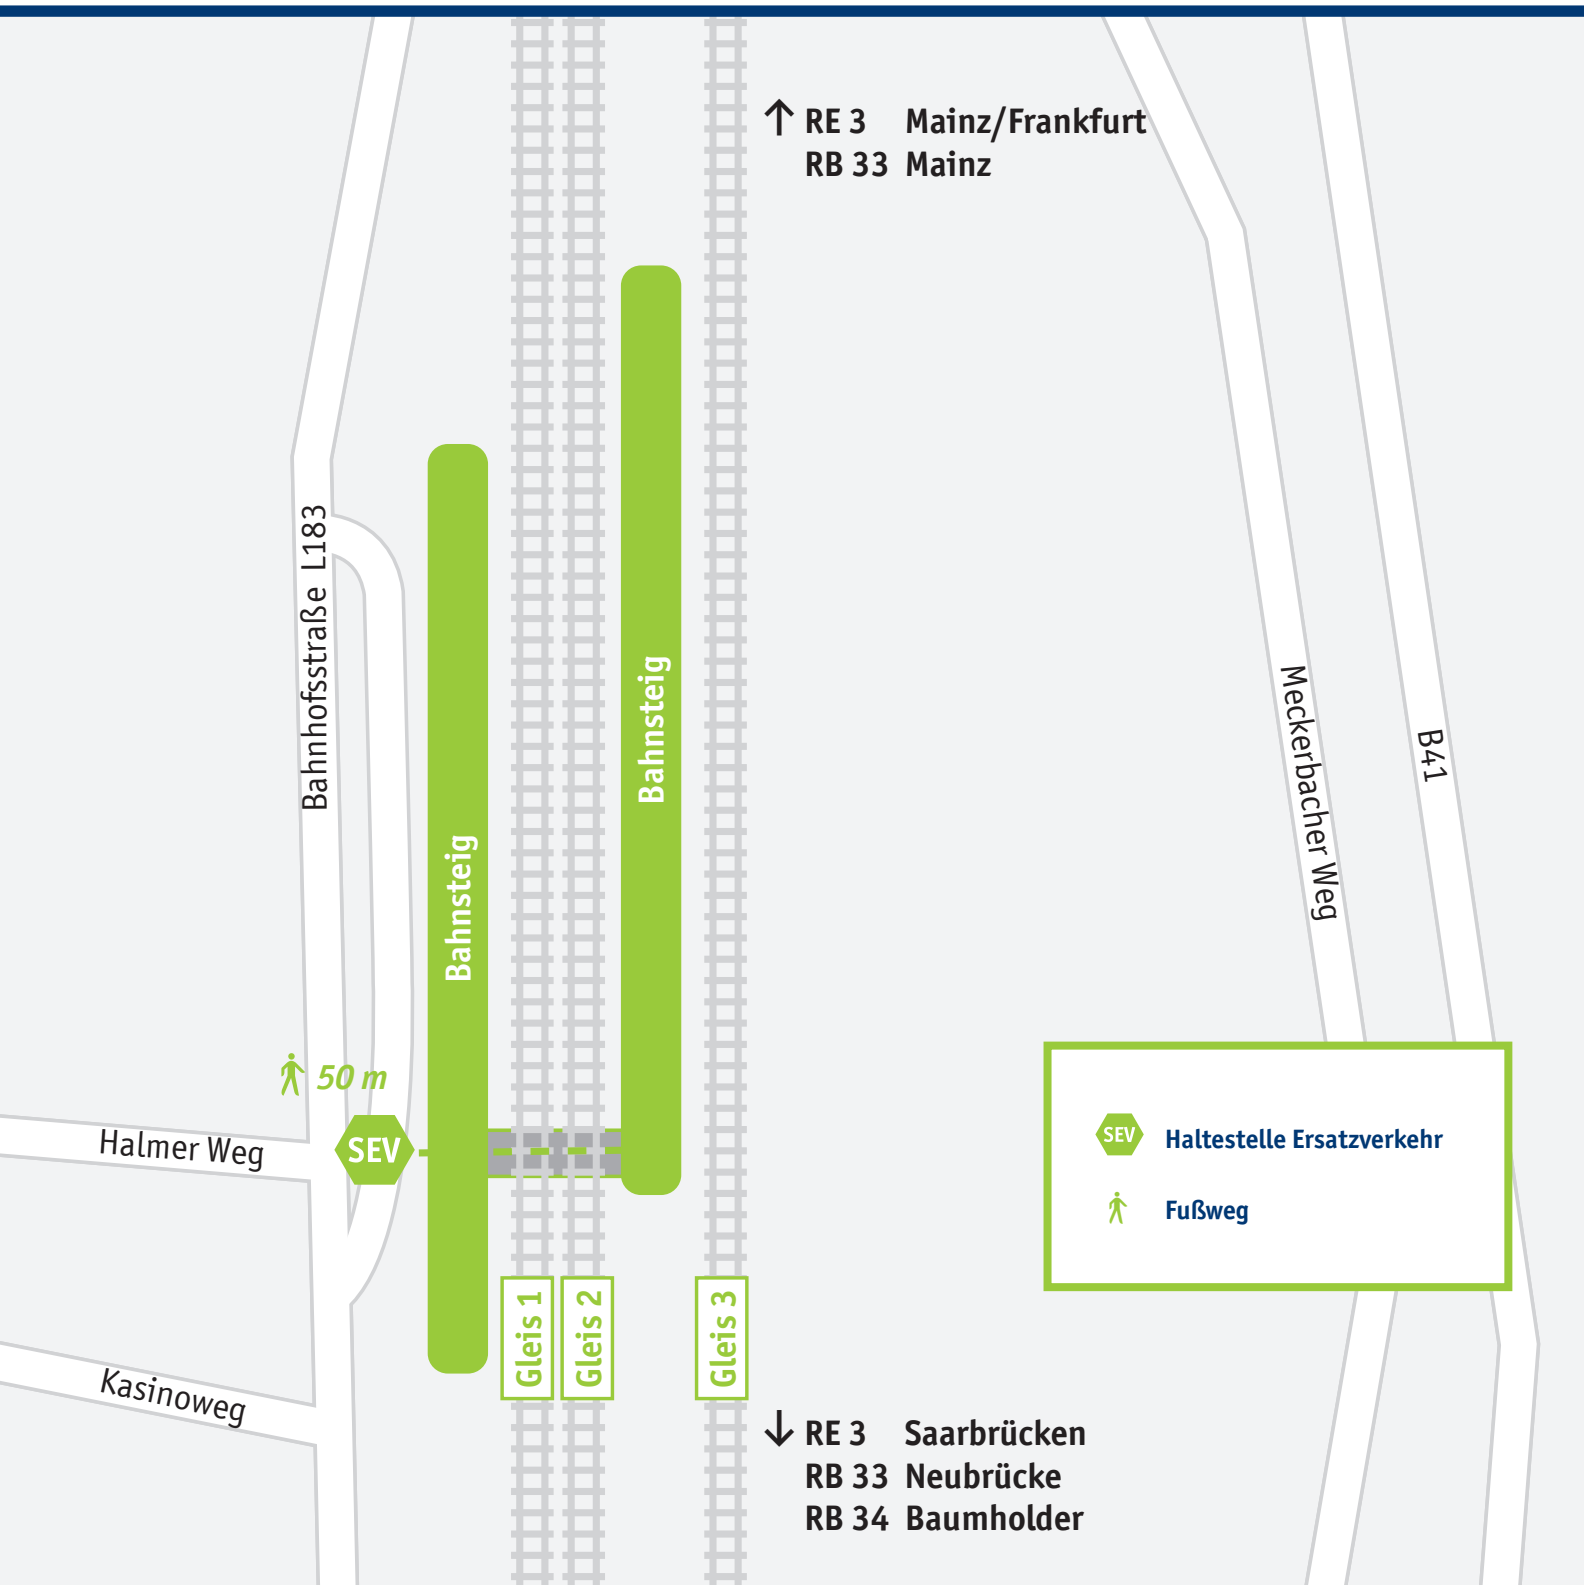 RE 3 Mainz/Frankfurt
RB 33 Mainz
Bahnhofsstraße L183
Bahnsteig
Bahnsteig
Meckerbacher Weg
B41
50 m
Halmer Weg
SEV
SEV Haltestelle Ersatzverkehr
Fußweg
Gleis 1
Gleis 2
Gleis 3
Kasinoweg
RE 3 Saarbrücken
RB 33 Neubrücke
RB 34 Baumholder